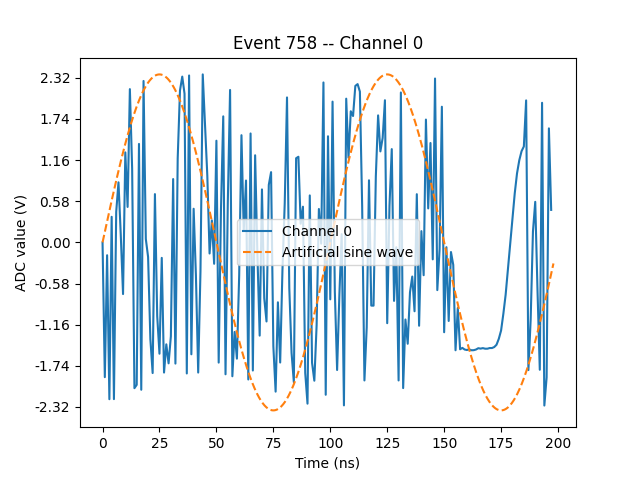 Event 758 -- Channel 0
ADC value (V)
2.32
1.74
1.16
0.58
0.00
-0.58
-1.16
-1.74
-2.32
Channel 0
Artificial sine wave
0 25 50 75 100 125 150 175 200
Time (ns)